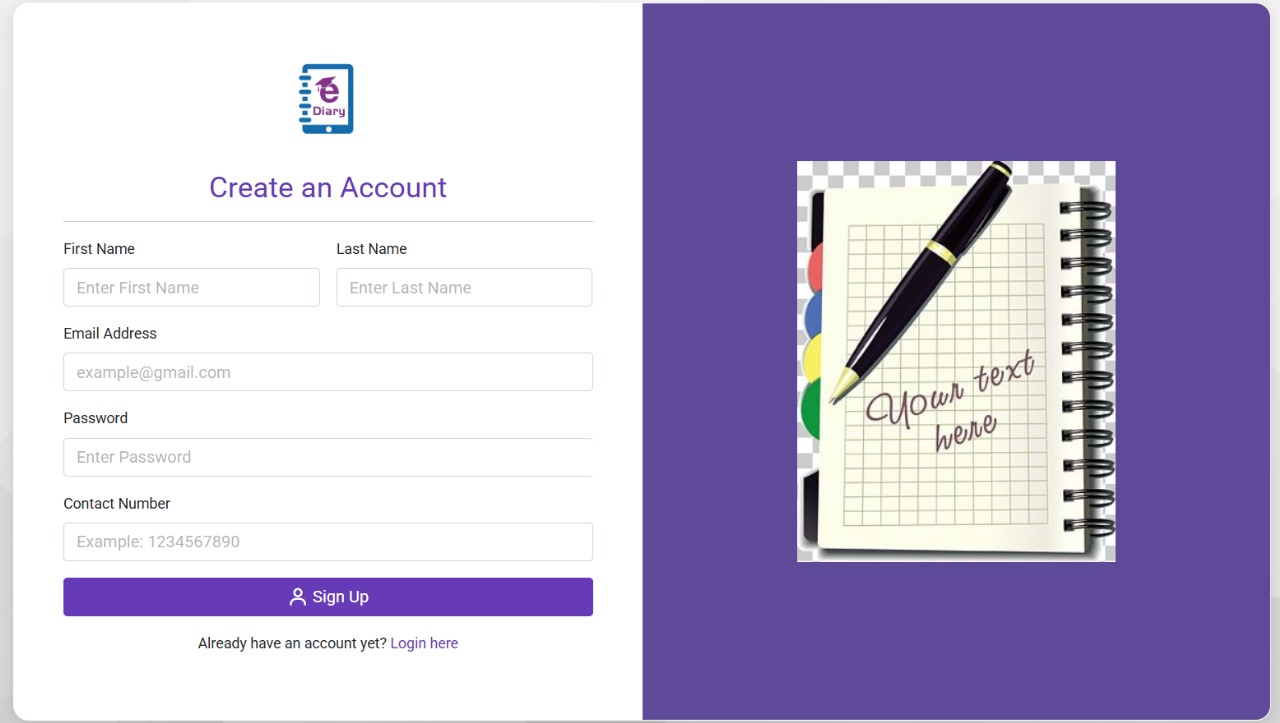 e
Diary
Create an Account
First Name
Last Name
Enter First Name
Enter Last Name
Email Address
example@gmail.com
Password
Enter Password
Contact Number
Example: 1234567890
Sign Up
Already have an account yet? Login here
Your text
here